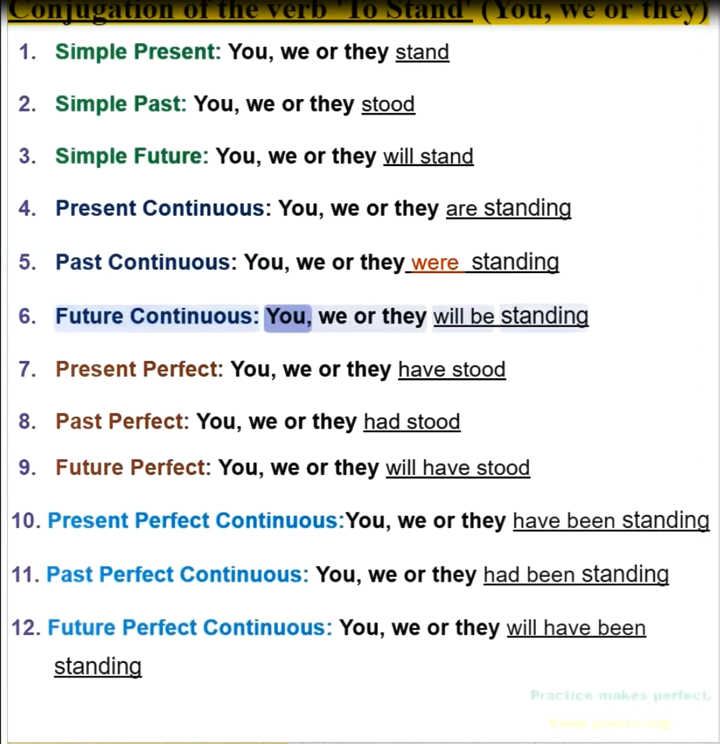 Conjugation of the verb 'To Stand' (You, we or they)
1. Simple Present: You, we or they stand
2. Simple Past: You, we or they stood
3. Simple Future: You, we or they will stand
4. Present Continuous: You, we or they are standing
5. Past Continuous: You, we or they were standing
6. Future Continuous: You, we or they will be standing
7. Present Perfect: You, we or they have stood
8. Past Perfect: You, we or they had stood
9. Future Perfect: You, we or they will have stood
10. Present Perfect Continuous:You, we or they have been standing
11. Past Perfect Continuous: You, we or they had been standing
12. Future Perfect Continuous: You, we or they will have been
standing
Practice makes perfect.